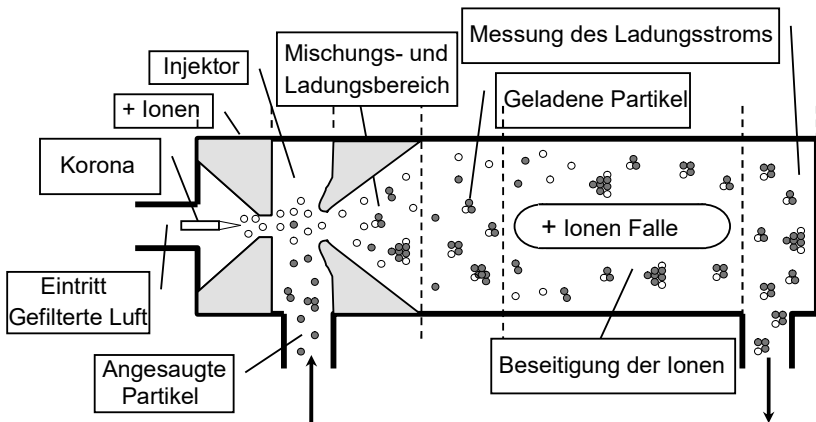 Messung des Ladungsstroms
Mischungs- und
Ladungsbereich
Injektor
Geladene Partikel
+ Ionen
Korona
+ Ionen Falle
Eintritt
Gefilterte Luft
Angesaugte
Partikel
Beseitigung der Ionen